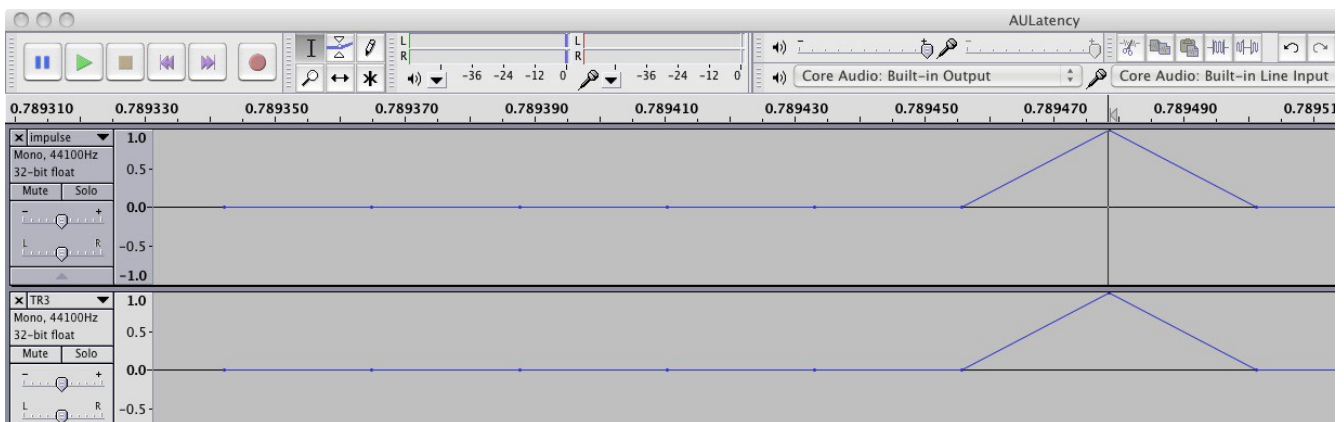 AULatency
L
R
-36 -24 -12 0
L
R
-36 -24 -12 0
- +
- +
Core Audio: Built-in Output
Core Audio: Built-in Line Input
0.789310 0.789330 0.789350 0.789370 0.789390 0.789410 0.789430 0.789450 0.789470 0.789490 0.78951
× impulse
Mono, 44100Hz
32-bit float
Mute Solo
- +
L R
1.0
0.5
0.0
-0.5
-1.0
× TR3
Mono, 44100Hz
32-bit float
Mute Solo
- +
L R
1.0
0.5
0.0
-0.5